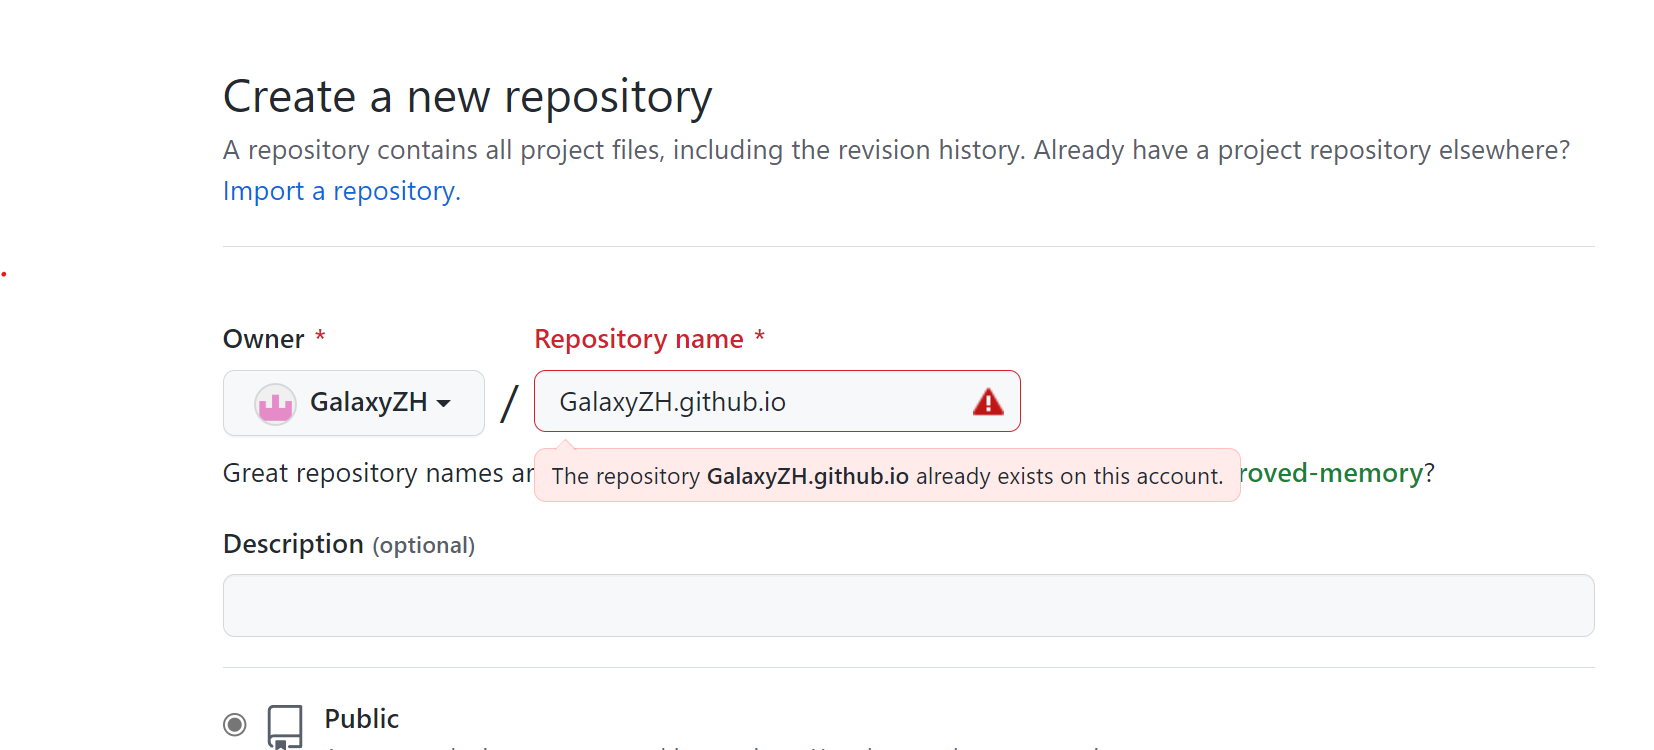 Create a new repository
A repository contains all project files, including the revision history. Already have a project repository elsewhere?
Import a repository.
Owner *
Repository name *
GalaxyZH
/
GalaxyZH.github.io
Great repository names
The repository GalaxyZH.github.io already exists on this account.
roved-memory?
Description (optional)
Public